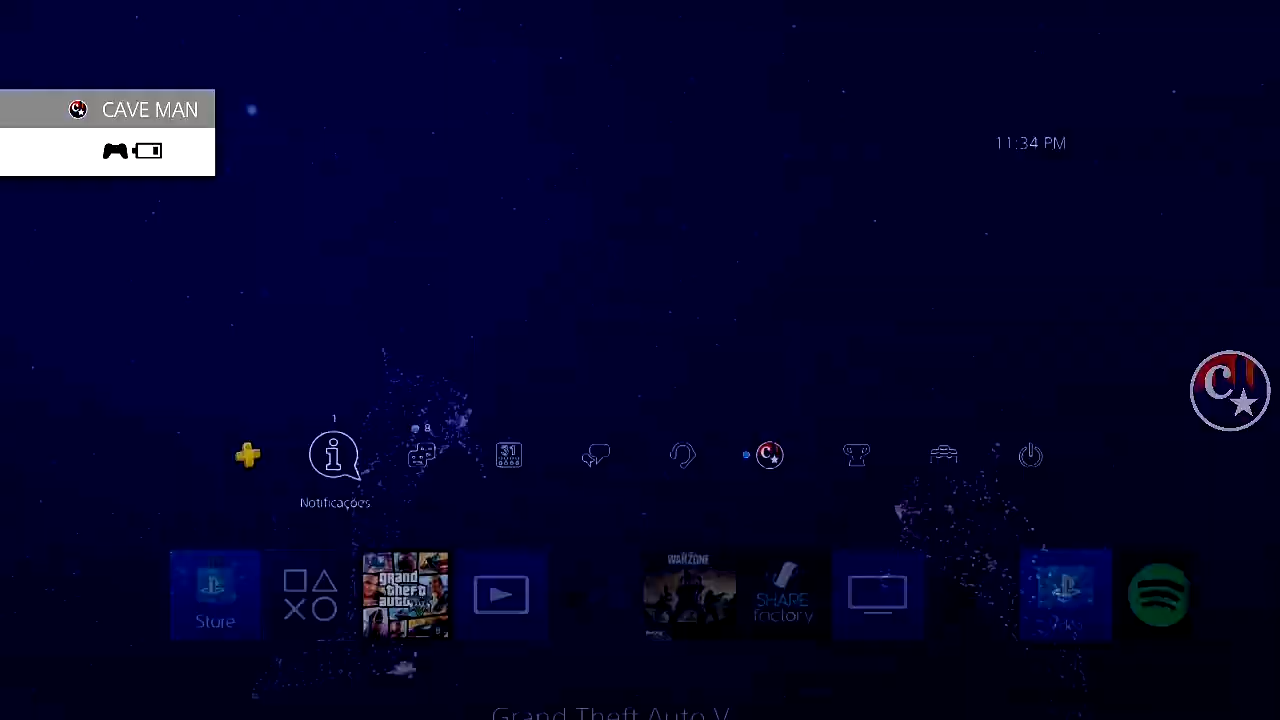 CAVE MAN
11:34 PM
1
8
31
Notificações
Store
grand
theft
auto
WARZONE
SHARE
factory
Grand Theft Auto V